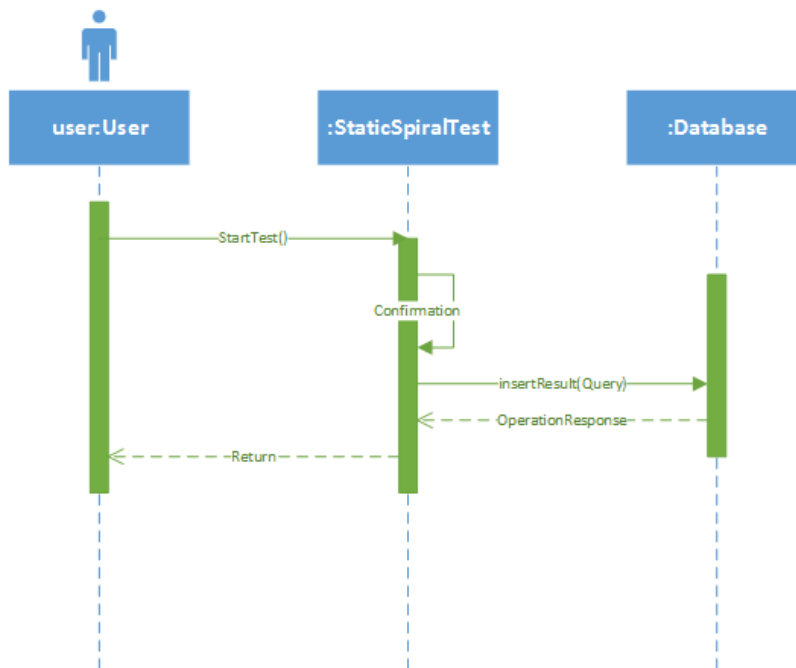 user:User
:StaticSpiralTest
:Database
StartTest()
Confirmation
insertResult(Query)
OperationResponse
Return